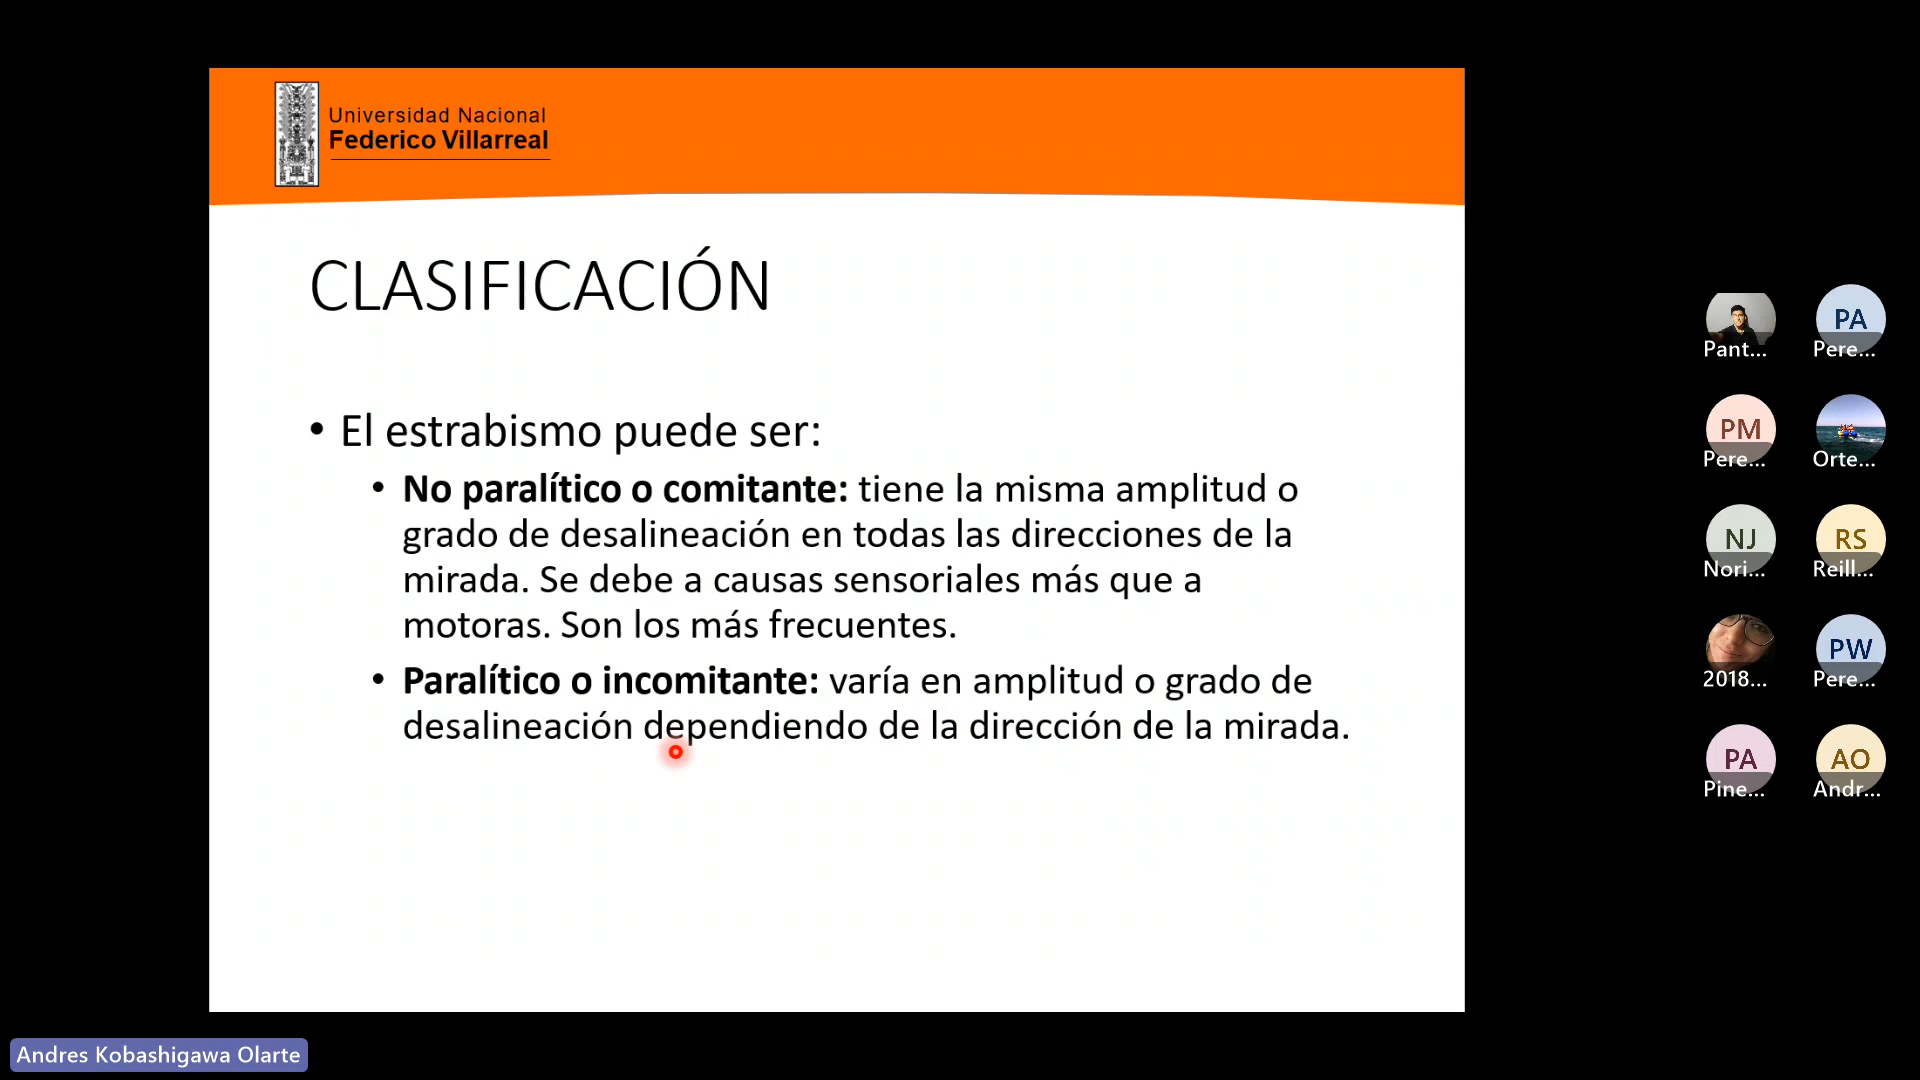 Universidad Nacional
Federico Villarreal
CLASIFICACIÓN
• El estrabismo puede ser:
• No paralítico o comitante: tiene la misma amplitud o
grado de desalineación en todas las direcciones de la
mirada. Se debe a causas sensoriales más que a
motoras. Son los más frecuentes.
• Paralítico o incomitante: varía en amplitud o grado de
desalineación dependiendo de la dirección de la mirada.
Pant...
PA
Pere...
PM
Pere...
Orte...
NJ
Nori...
RS
Reill...
2018...
PW
Pere...
PA
Pine...
AO
Andr...
Andres Kobashigawa Olarte